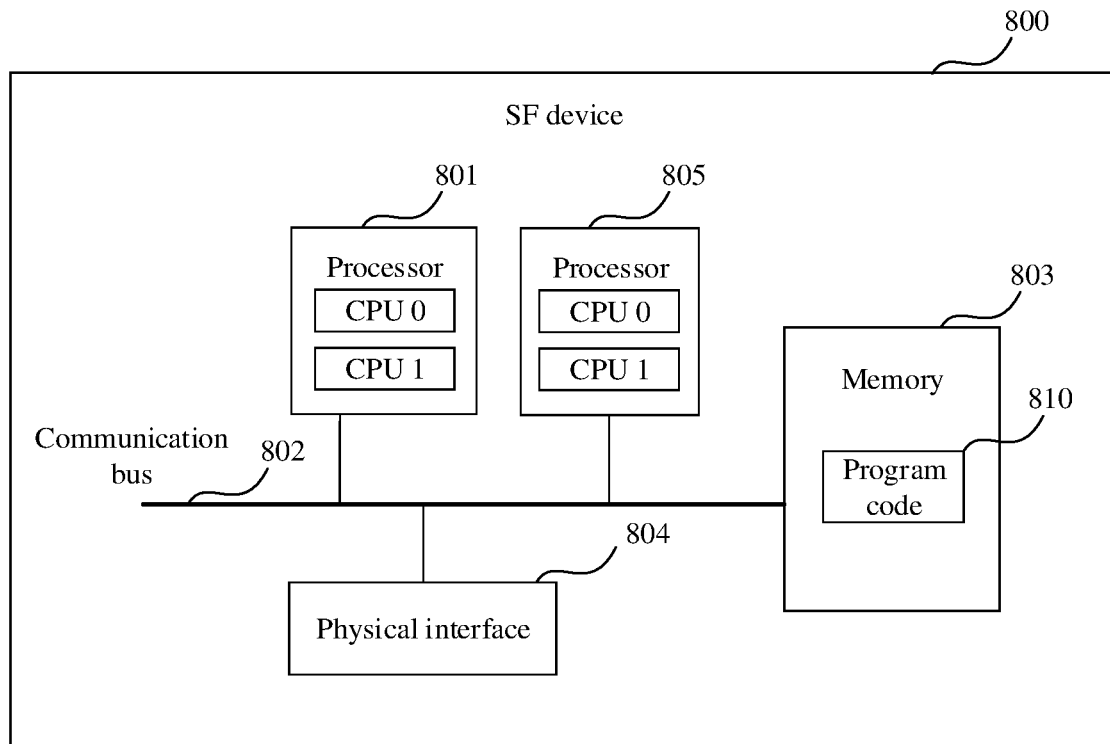 800
SF device
801
805
Processor
CPU 0
CPU 1
Processor
CPU 0
CPU 1
803
Memory
810
Program
code
Communication
bus
802
804
Physical interface